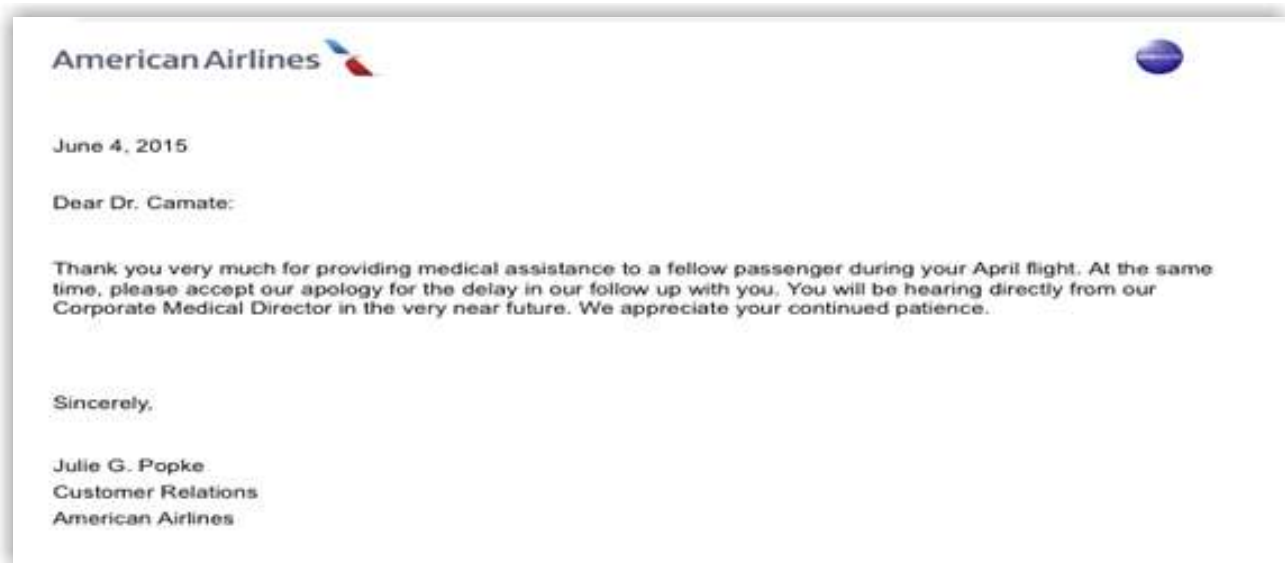 American Airlines
June 4, 2015
Dear Dr. Camate:
Thank you very much for providing medical assistance to a fellow passenger during your April flight. At the same
time, please accept our apology for the delay in our follow up with you. You will be hearing directly from our
Corporate Medical Director in the very near future. We appreciate your continued patience.
Sincerely,
Julie G. Popke
Customer Relations
American Airlines